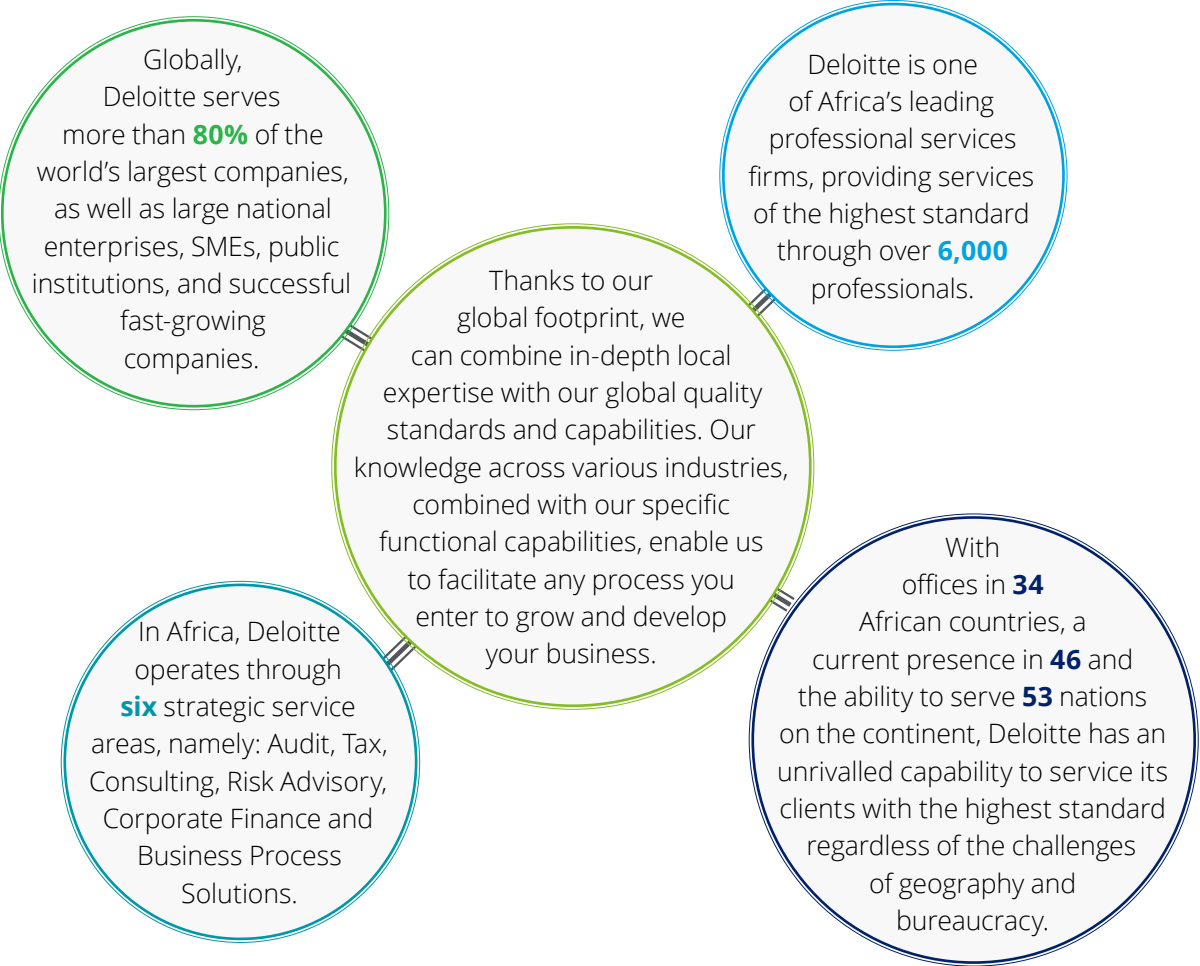 Globally,
Deloitte serves
more than 80% of the
world's largest companies,
as well as large national
enterprises, SMEs, public
institutions, and successful
fast-growing
companies.
Deloitte is one
of Africa's leading
professional services
firms, providing services
of the highest standard
through over 6,000
professionals.
Thanks to our
global footprint, we
can combine in-depth local
expertise with our global quality
standards and capabilities. Our
knowledge across various industries,
combined with our specific
functional capabilities, enable us
to facilitate any process you
enter to grow and develop
your business.
In Africa, Deloitte
operates through
six strategic service
areas, namely: Audit, Tax,
Consulting, Risk Advisory,
Corporate Finance and
Business Process
Solutions.
With
offices in 34
African countries, a
current presence in 46 and
the ability to serve 53 nations
on the continent, Deloitte has an
unrivalled capability to service its
clients with the highest standard
regardless of the challenges
of geography and
bureaucracy.